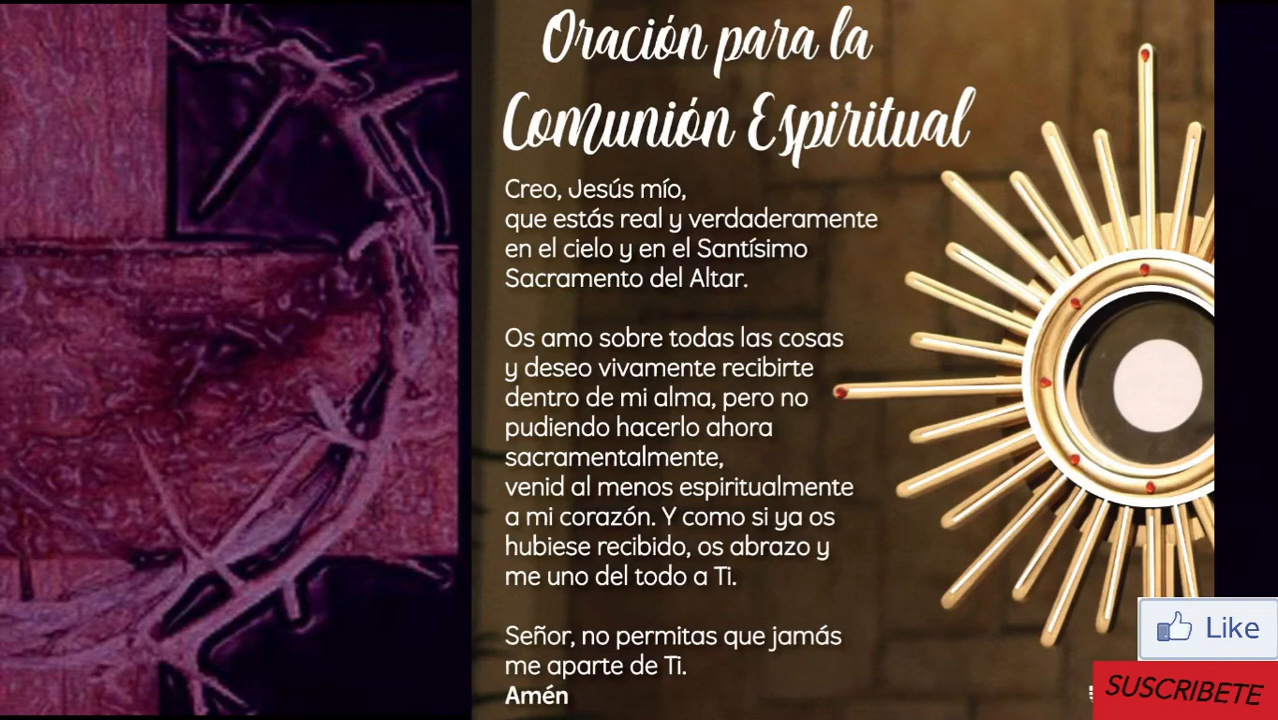 Oración para la
Comunión Espiritual
Creo, Jesús mío,
que estás real y verdaderamente
en el cielo y en el Santísimo
Sacramento del Altar.
Os amo sobre todas las cosas
y deseo vivamente recibirte
dentro de mi alma, pero no
pudiendo hacerlo ahora
sacramentalmente,
venid al menos espiritualmente
a mi corazón. Y como si ya os
hubiese recibido, os abrazo y
me uno del todo a Ti.
Señor, no permitas que jamás
me aparte de Ti.
Amén
Like
SUSCRIBETE